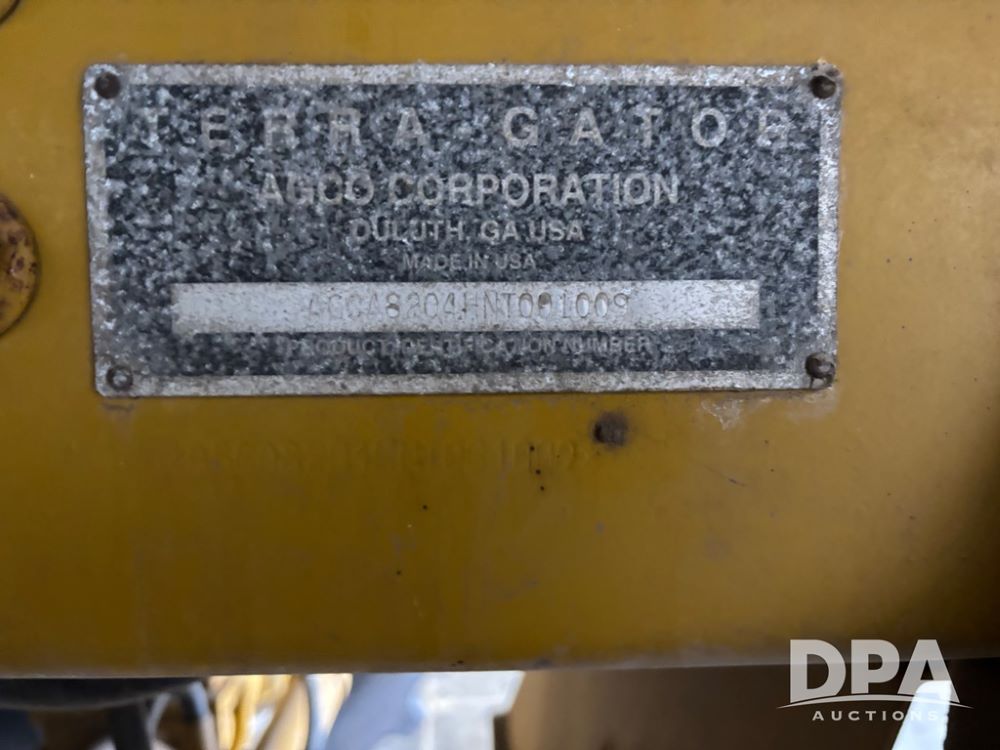 TERRA GATOR
AGCO CORPORATION
DULUTH, GA USA
MADE IN USA
AGCA8204HNT001009
PRODUCT IDENTIFICATION NUMBER
DPA
AUCTIONS